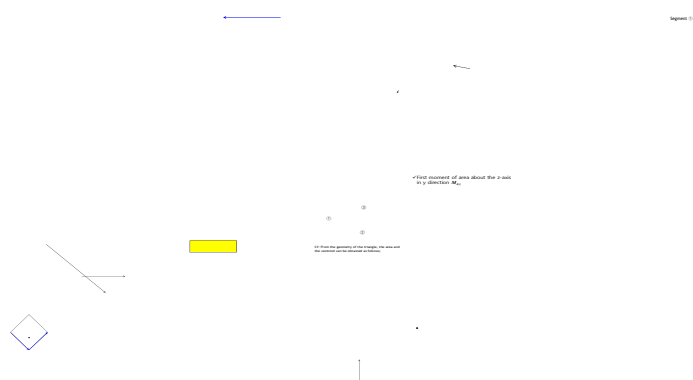 Segment ①
✓First moment of area about the z-axis
in y direction
②
①
②
From the geometry of the triangle, the area and
the centroid can be obtained as follows: